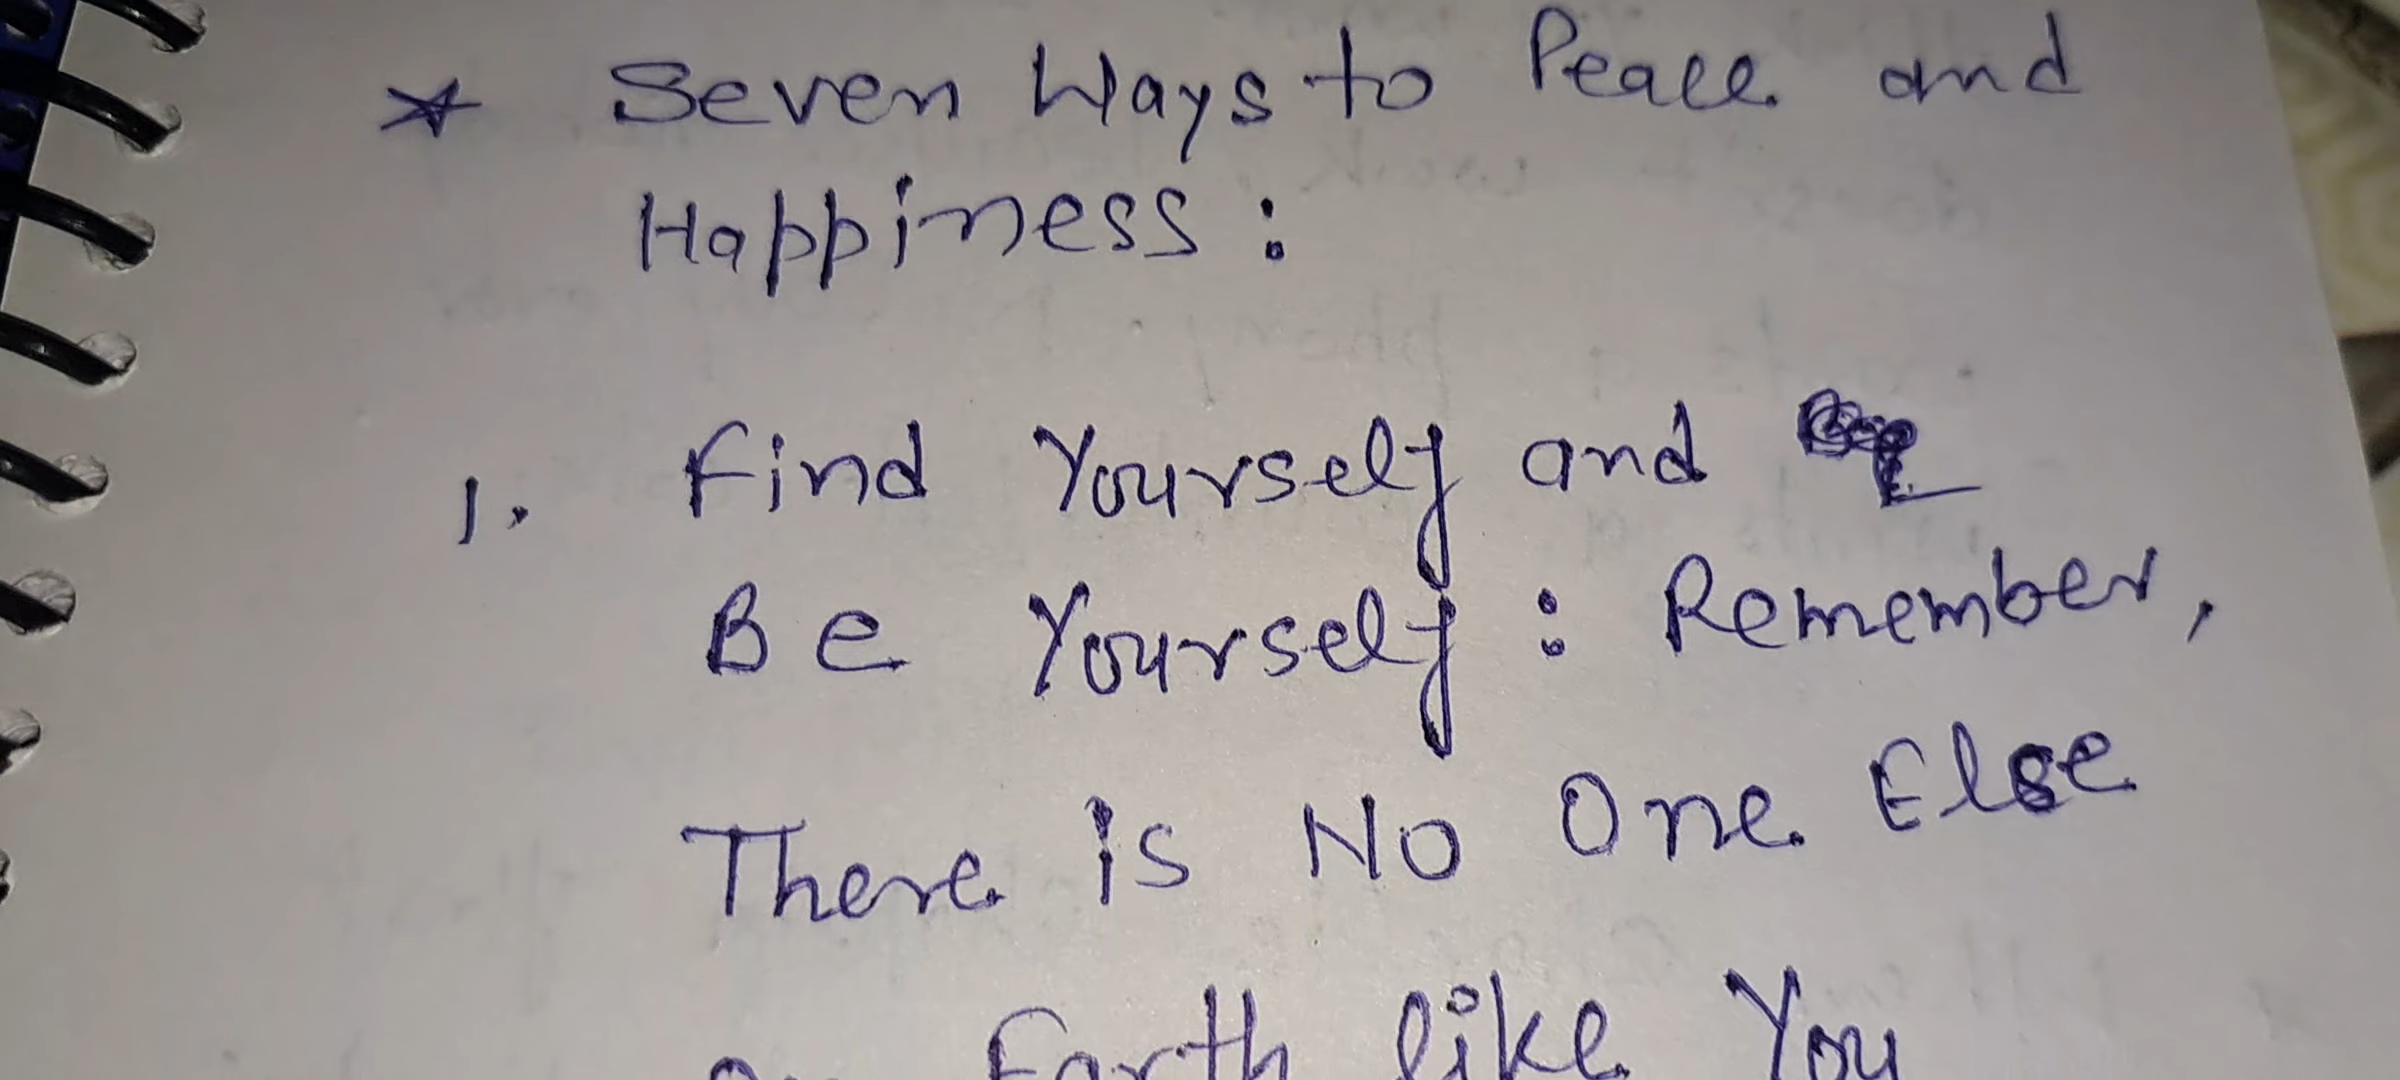 * Seven Ways to Peace and
Happiness :
1. Find Yourself and
Be Yourself : Remember,
There is No One Else
on Earth like You